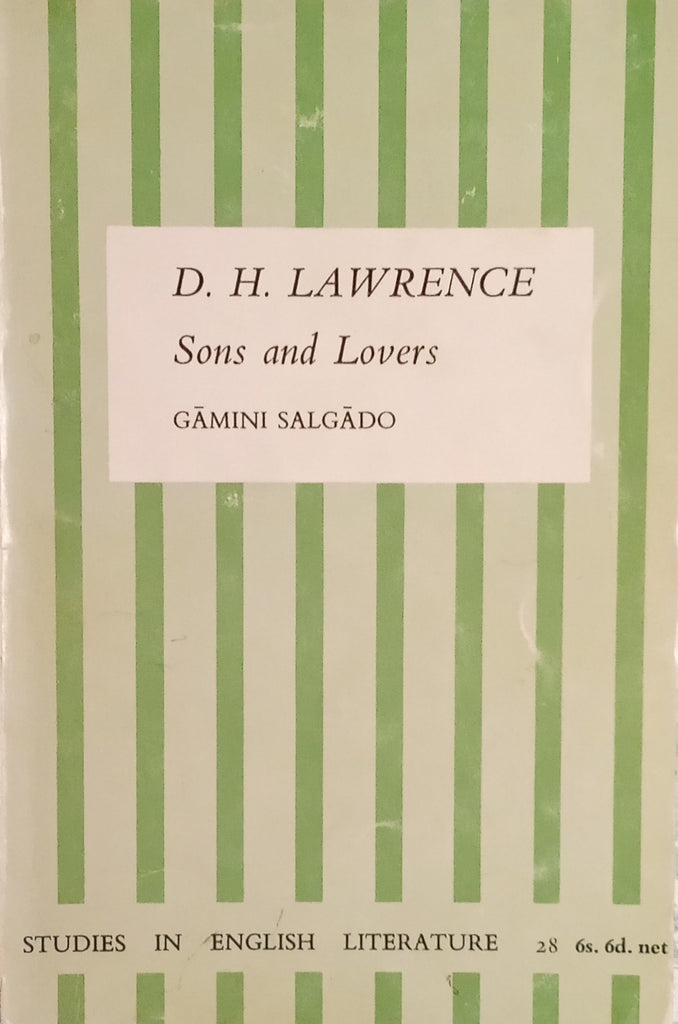 D. H. LAWRENCE
Sons and Lovers
GĀMINI SALGĀDO
STUDIES IN ENGLISH LITERATURE 28 6s. 6d. net